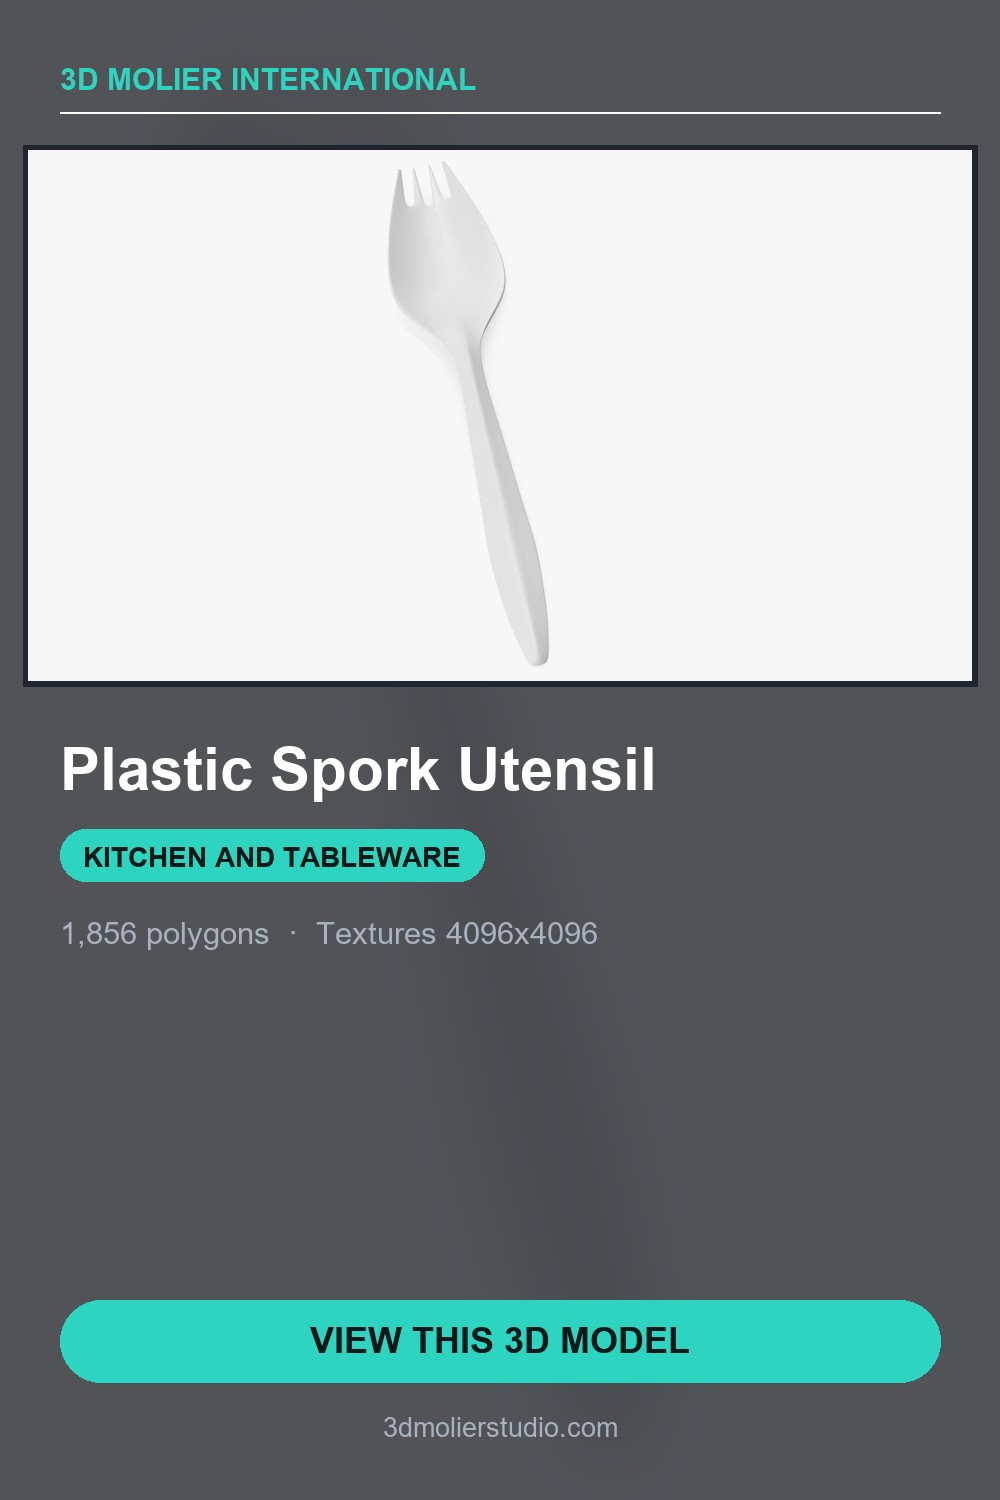 3D MOLIER INTERNATIONAL
Plastic Spork Utensil
KITCHEN AND TABLEWARE
1,856 polygons · Textures 4096x4096
VIEW THIS 3D MODEL
3dmolierstudio.com